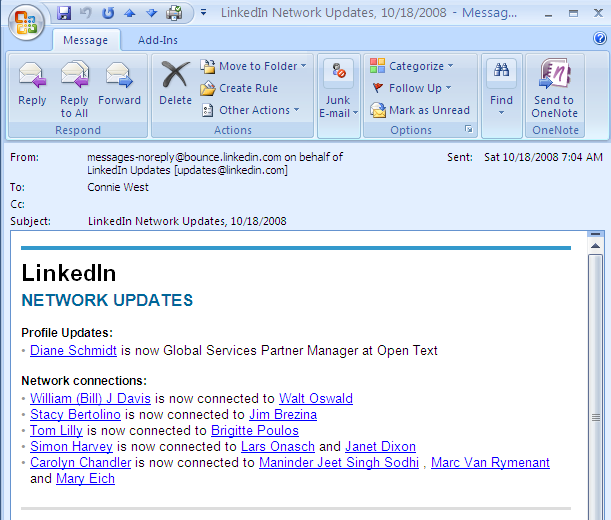 LinkedIn Network Updates, 10/18/2008 - Messag...
Message Add-Ins
Reply
Reply to All
Forward
Respond
Delete
Move to Folder
Create Rule
Other Actions
Actions
Junk E-mail
Categorize
Follow Up
Mark as Unread
Options
Find
Send to OneNote
OneNote
From: messages-noreply@bounce.linkedin.com on behalf of
LinkedIn Updates [updates@linkedin.com]
Sent: Sat 10/18/2008 7:04 AM
To: Connie West
Cc:
Subject: LinkedIn Network Updates, 10/18/2008
LinkedIn
NETWORK UPDATES
Profile Updates:
• Diane Schmidt is now Global Services Partner Manager at Open Text
Network connections:
• William (Bill) J Davis is now connected to Walt Oswald
• Stacy Bertolino is now connected to Jim Brezina
• Tom Lilly is now connected to Brigitte Poulos
• Simon Harvey is now connected to Lars Onasch and Janet Dixon
• Carolyn Chandler is now connected to Maninder Jeet Singh Sodhi , Marc Van Rymenant
and Mary Eich